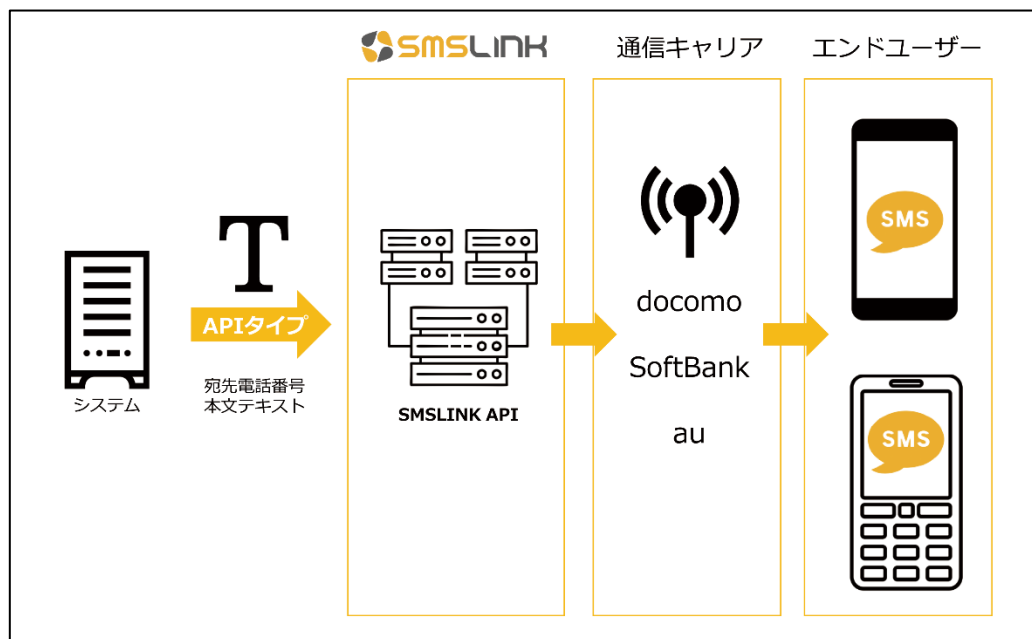 SMSLINK
通信キャリア
エンドユーザー
T
APIタイプ
宛先電話番号
本文テキスト
システム
SMSLINK API
docomo
SoftBank
au
SMS
SMS